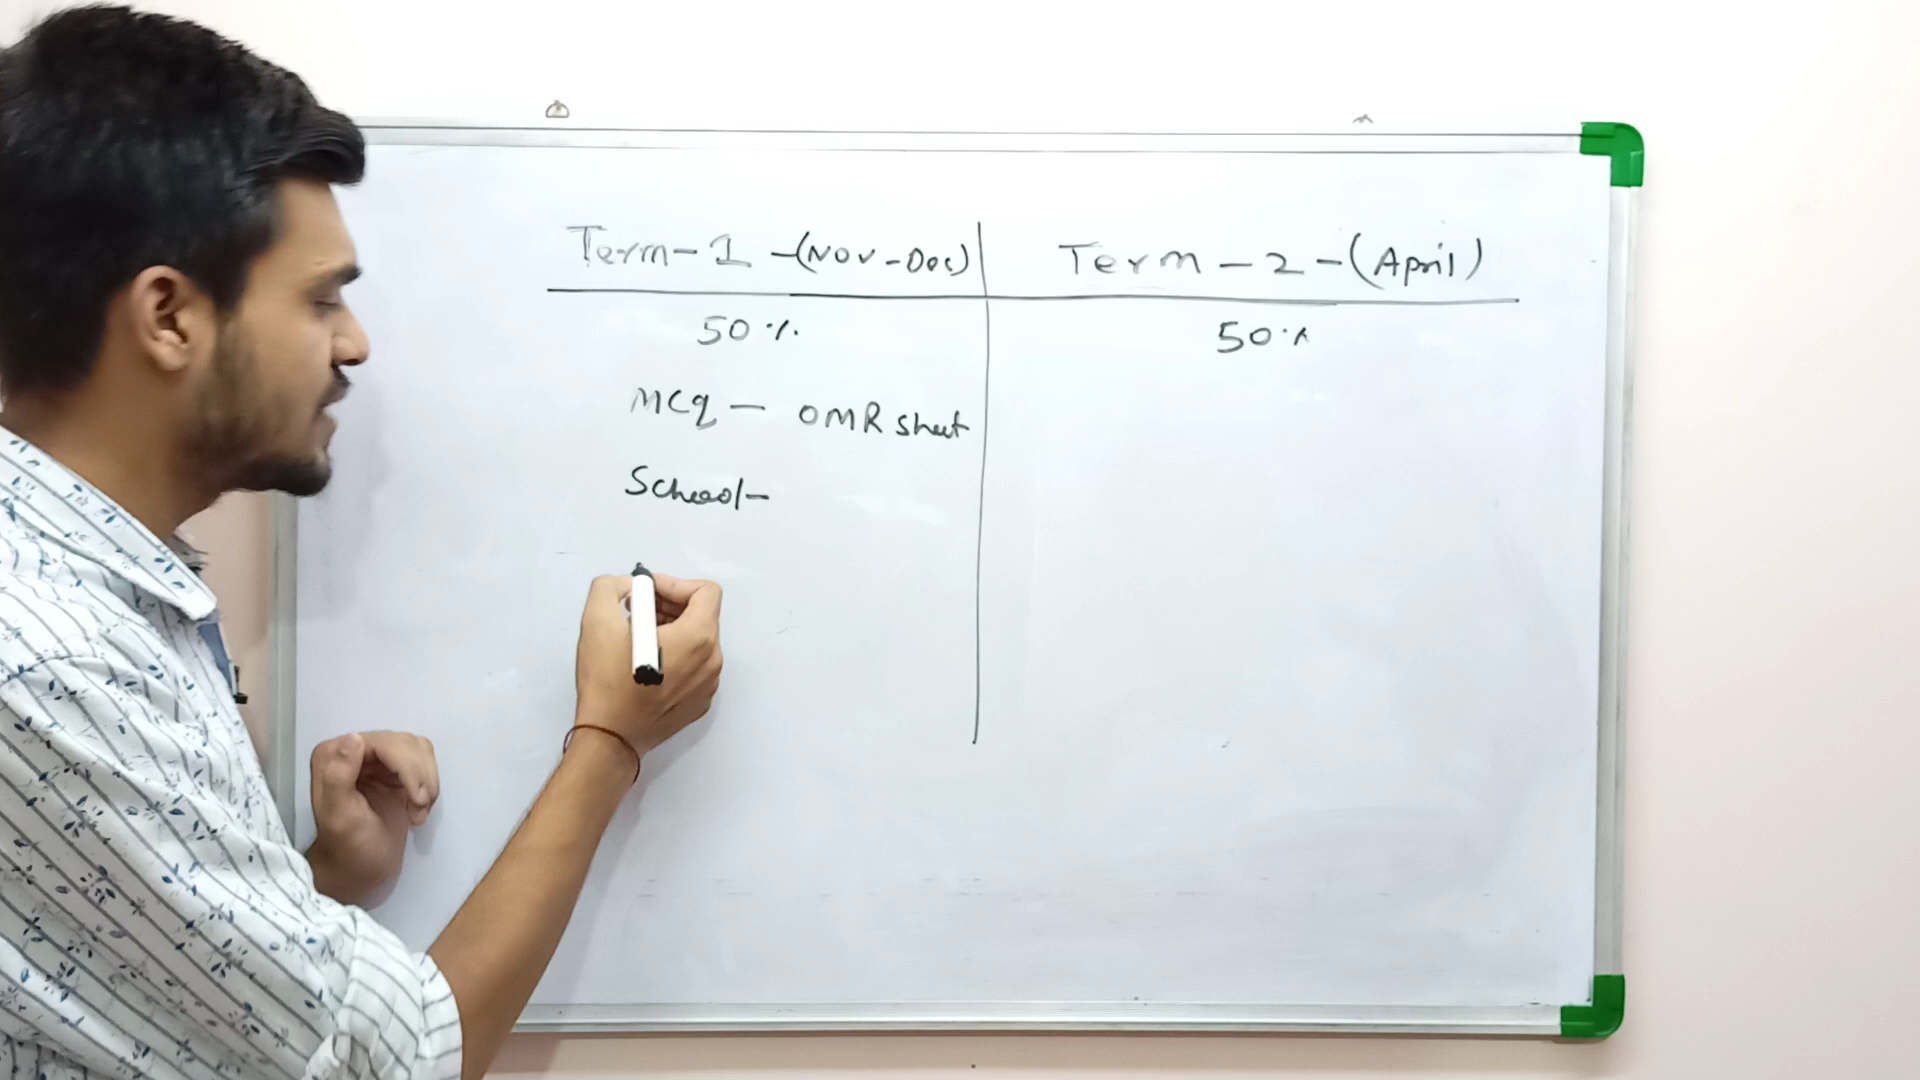 Term-1 -(Nov-Dec) Term-2-(April)
50% 50%
MCQ - OMR sheet
School-